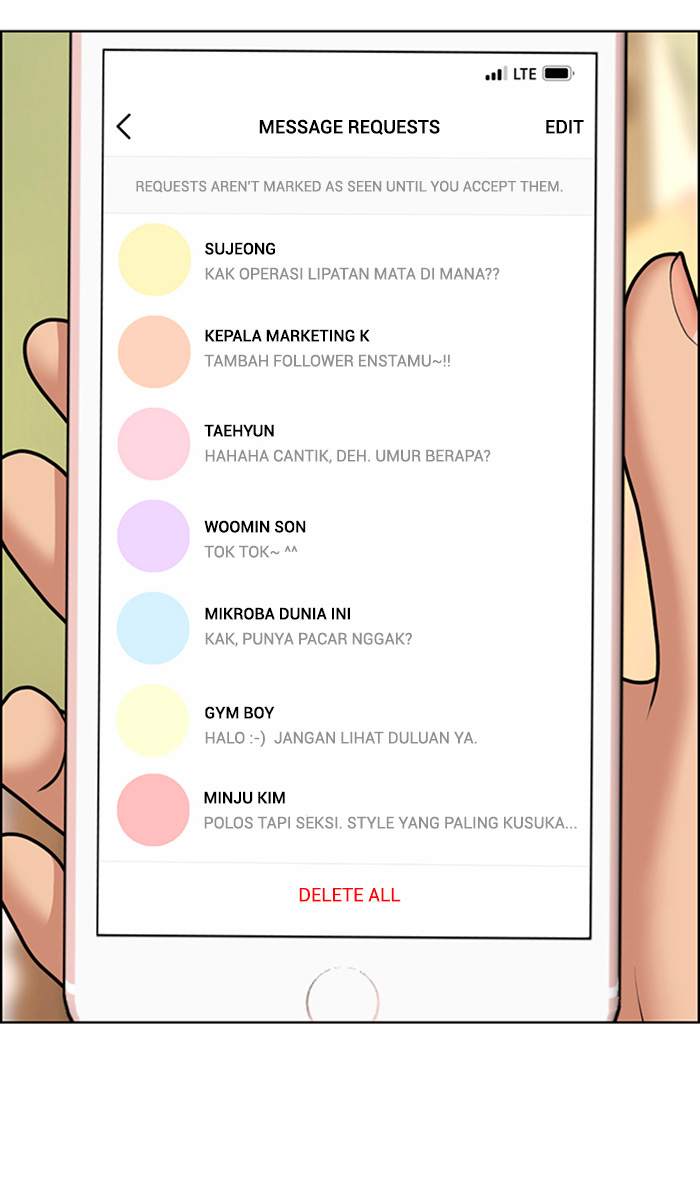 LTE
MESSAGE REQUESTS EDIT
REQUESTS AREN'T MARKED AS SEEN UNTIL YOU ACCEPT THEM.
SUJEONG
KAK OPERASI LIPATAN MATA DI MANA??
KEPALA MARKETING K
TAMBAH FOLLOWER ENSTAMU~!!
TAEHYUN
HAHAHA CANTIK, DEH. UMUR BERAPA?
WOOMIN SON
TOK TOK~ ^^
MIKROBA DUNIA INI
KAK, PUNYA PACAR NGGAK?
GYM BOY
HALO :-) JANGAN LIHAT DULUAN YA.
MINJU KIM
POLOS TAPI SEKSI. STYLE YANG PALING KUSUKA...
DELETE ALL